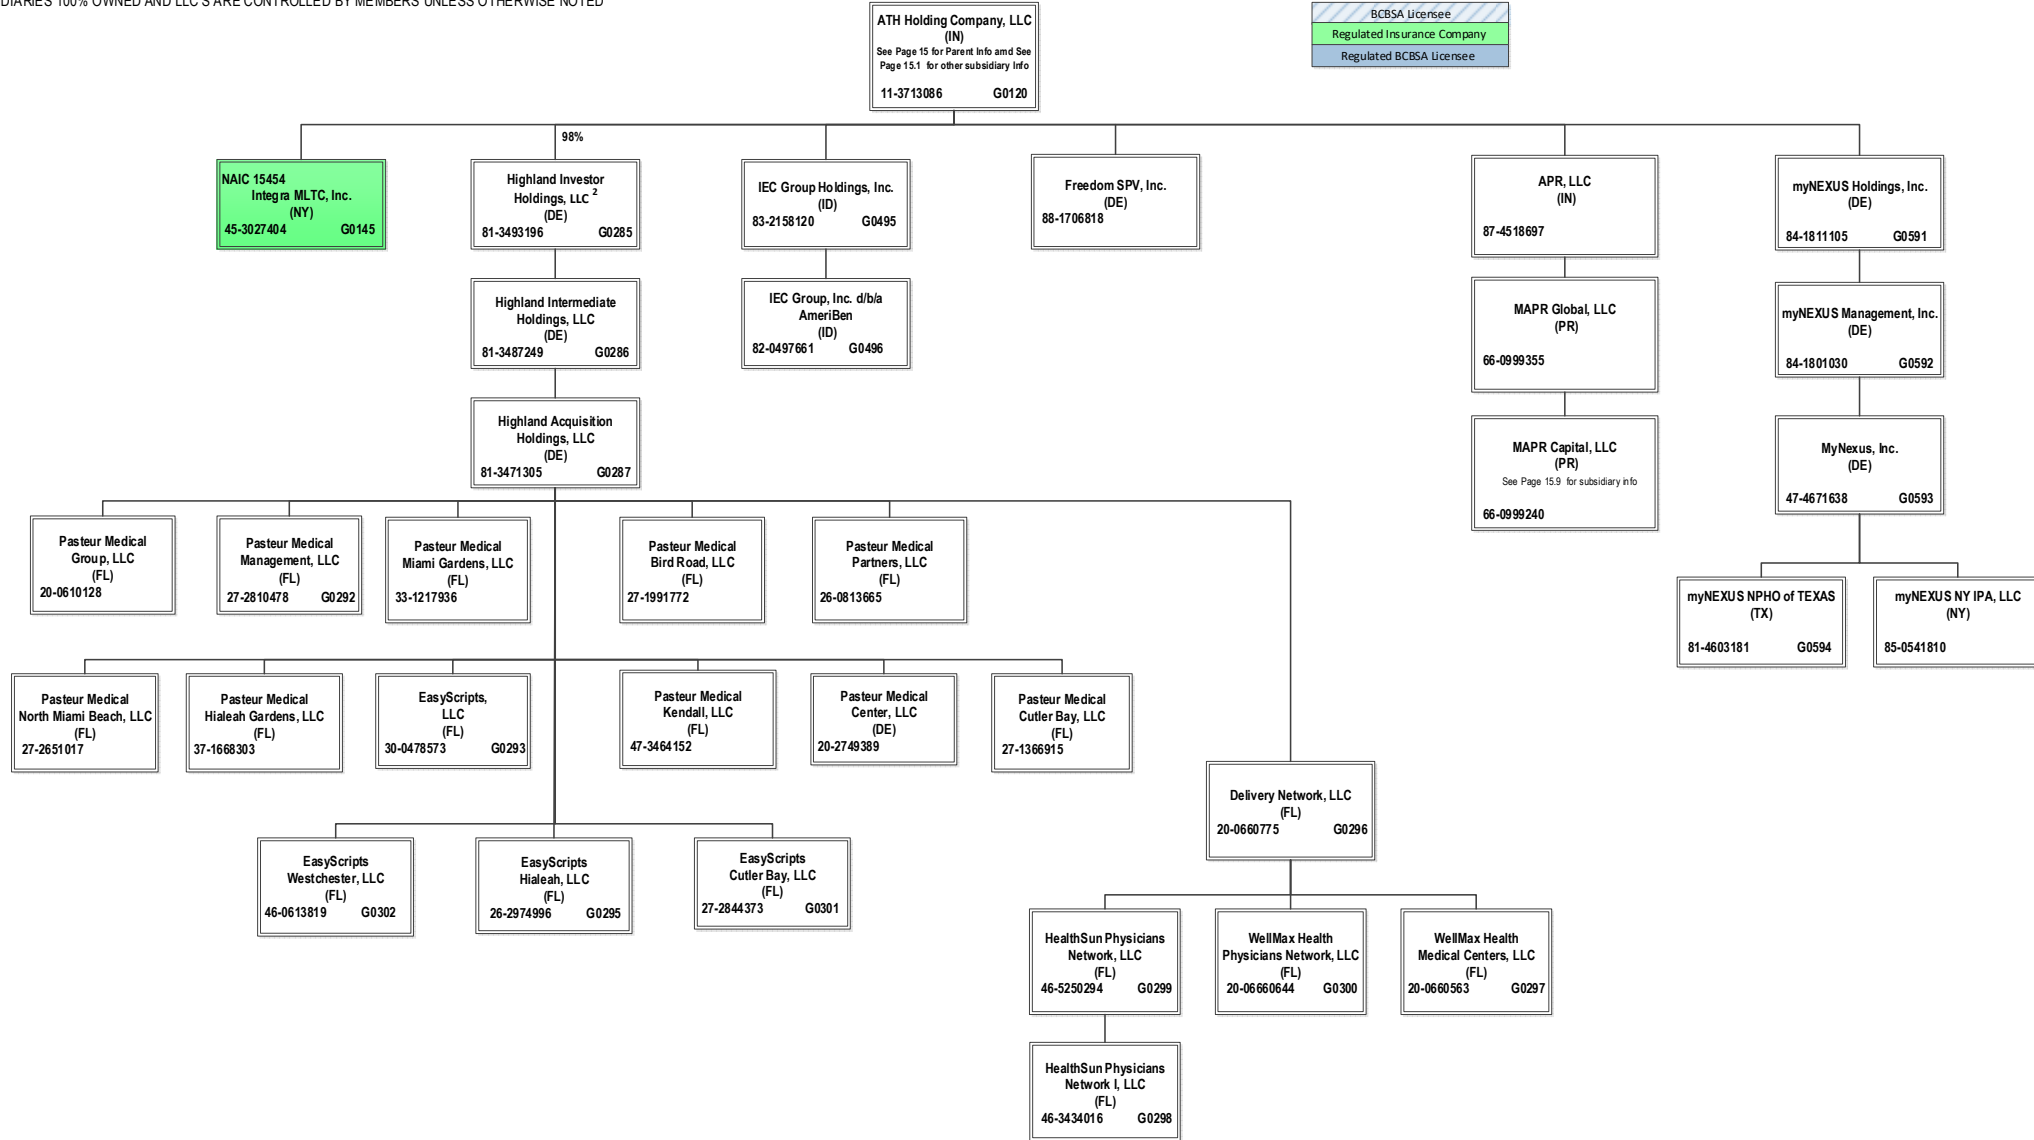 DIARIES 100% OWNED AND LLC'S ARE CONTROLLED BY MEMBERS UNLESS OTHERWISE NOTED
ATH Holding Company, LLC
(IN)
See Page 15 for Parent Info amd See
Page 15.1 for other subsidiary Info
11-3713086 G0120
BCBSA Licensee
Regulated Insurance Company
Regulated BCBSA Licensee
98%
NAIC 15454
Integra MLTC, Inc.
(NY)
45-3027404 G0145
Highland Investor
Holdings, LLC 2
(DE)
81-3493196 G0285
IEC Group Holdings, Inc.
(ID)
83-2158120 G0495
Freedom SPV, Inc.
(DE)
88-1706818
APR, LLC
(IN)
87-4518697
myNEXUS Holdings, Inc.
(DE)
84-1811105 G0591
Highland Intermediate
Holdings, LLC
(DE)
81-3487249 G0286
IEC Group, Inc. d/b/a
AmeriBen
(ID)
82-0497661 G0496
MAPR Global, LLC
(PR)
66-0999355
myNEXUS Management, Inc.
(DE)
84-1801030 G0592
Highland Acquisition
Holdings, LLC
(DE)
81-3471305 G0287
MAPR Capital, LLC
(PR)
See Page 15.9 for subsidiary info
66-0999240
MyNexus, Inc.
(DE)
47-4671638 G0593
Pasteur Medical
Group, LLC
(FL)
20-0610128
Pasteur Medical
Management, LLC
(FL)
27-2810478 G0292
Pasteur Medical
Miami Gardens, LLC
(FL)
33-1217936
Pasteur Medical
Bird Road, LLC
(FL)
27-1991772
Pasteur Medical
Partners, LLC
(FL)
26-0813665
myNEXUS NPHO of TEXAS
(TX)
81-4603181 G0594
myNEXUS NY IPA, LLC
(NY)
85-0541810
Pasteur Medical
North Miami Beach, LLC
(FL)
27-2651017
Pasteur Medical
Hialeah Gardens, LLC
(FL)
37-1668303
EasyScripts,
LLC
(FL)
30-0478573 G0293
Pasteur Medical
Kendall, LLC
(FL)
47-3464152
Pasteur Medical
Center, LLC
(DE)
20-2749389
Pasteur Medical
Cutler Bay, LLC
(FL)
27-1366915
Delivery Network, LLC
(FL)
20-0660775 G0296
EasyScripts
Westchester, LLC
(FL)
46-0613819 G0302
EasyScripts
Hialeah, LLC
(FL)
26-2974996 G0295
EasyScripts
Cutler Bay, LLC
(FL)
27-2844373 G0301
HealthSun Physicians
Network, LLC
(FL)
46-5250294 G0299
WellMax Health
Physicians Network, LLC
(FL)
20-06660644 G0300
WellMax Health
Medical Centers, LLC
(FL)
20-0660563 G0297
HealthSun Physicians
Network I, LLC
(FL)
46-3434016 G0298